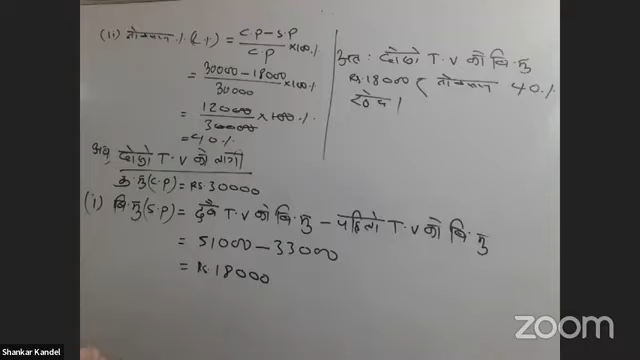 (ii) नोक्सान %(L%) = C.P-S.P/C.P ×100%
= 30000-18000/30000 ×100%
= 12000/30000 ×100%
= 40%
अब दोस्रो T.V को लागी
क्र.मु(C.P) = RS.30000
(i) बि.मु(S.P) = दुवै T.V को बि.मु - पहिलो T.V को बि.मु
= 51000-33000
= Rs.18000
अतः दोस्रो T.V को बि.मु
Rs.18000 र नोक्सान 40%
zoom
Shankar Kandel